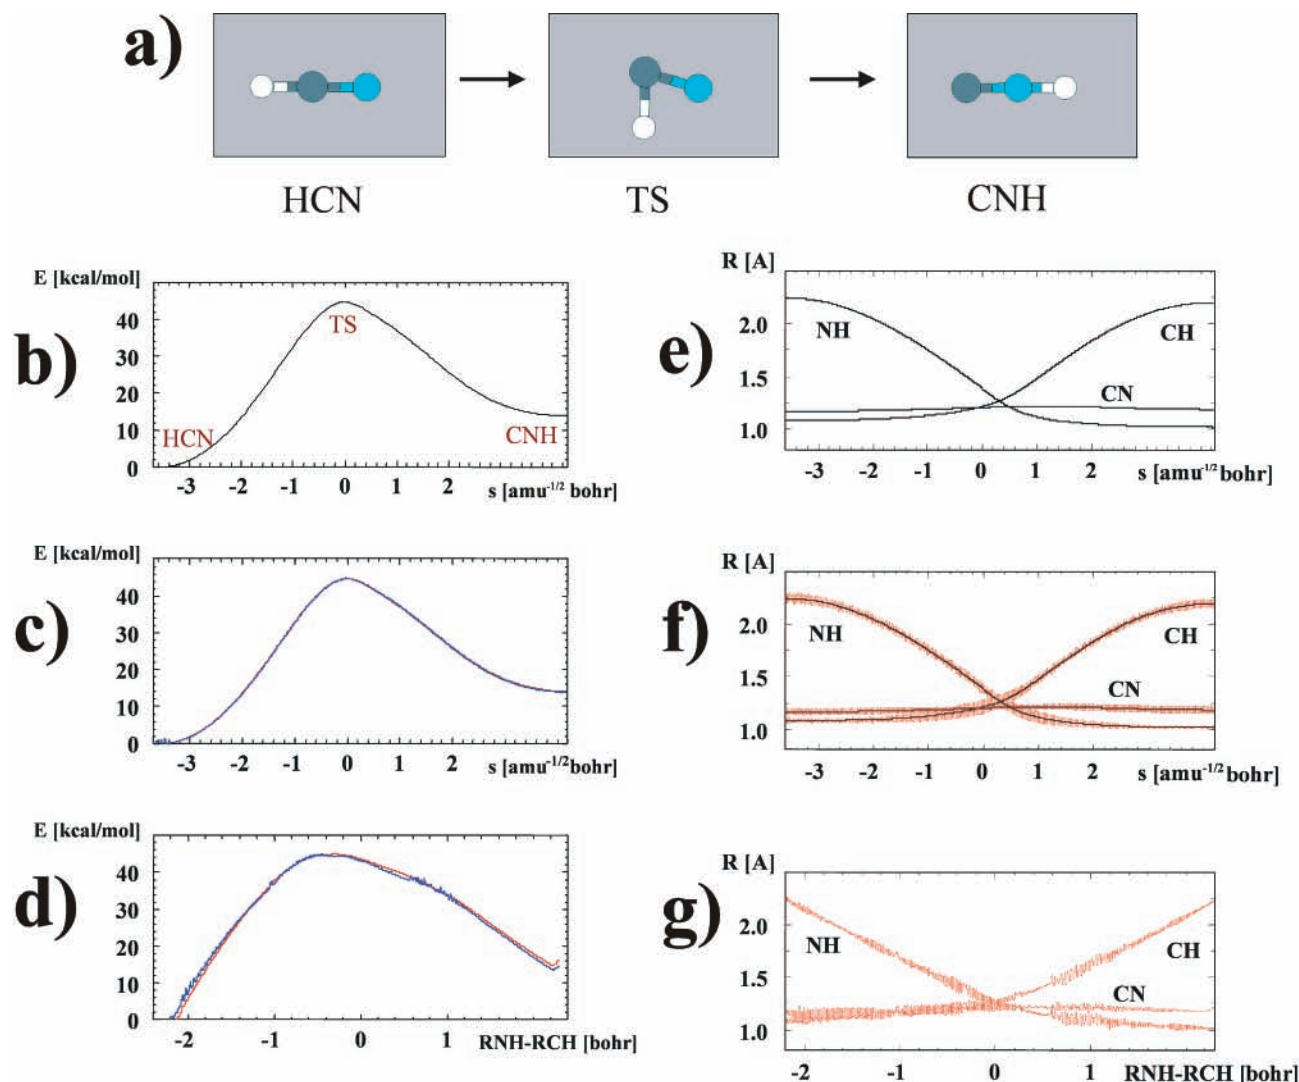 a)
HCN TS CNH
b)
E [kcal/mol]
40
30
20
10
0
HCN
TS
CNH
-3 -2 -1 0 1 2 s [amu-1/2 bohr]
e)
R [A]
2.0
1.5
1.0
NH
CH
CN
-3 -2 -1 0 1 2 s [amu-1/2 bohr]
c)
E [kcal/mol]
40
30
20
10
0
-3 -2 -1 0 1 2 s [amu-1/2 bohr]
f)
R [A]
2.0
1.5
1.0
NH
CH
CN
-3 -2 -1 0 1 2 s [amu-1/2 bohr]
d)
E [kcal/mol]
40
30
20
10
0
-2 -1 0 1 RNH-RCH [bohr]
g)
R [A]
2.0
1.5
1.0
NH
CH
CN
-2 -1 0 1 RNH-RCH [bohr]